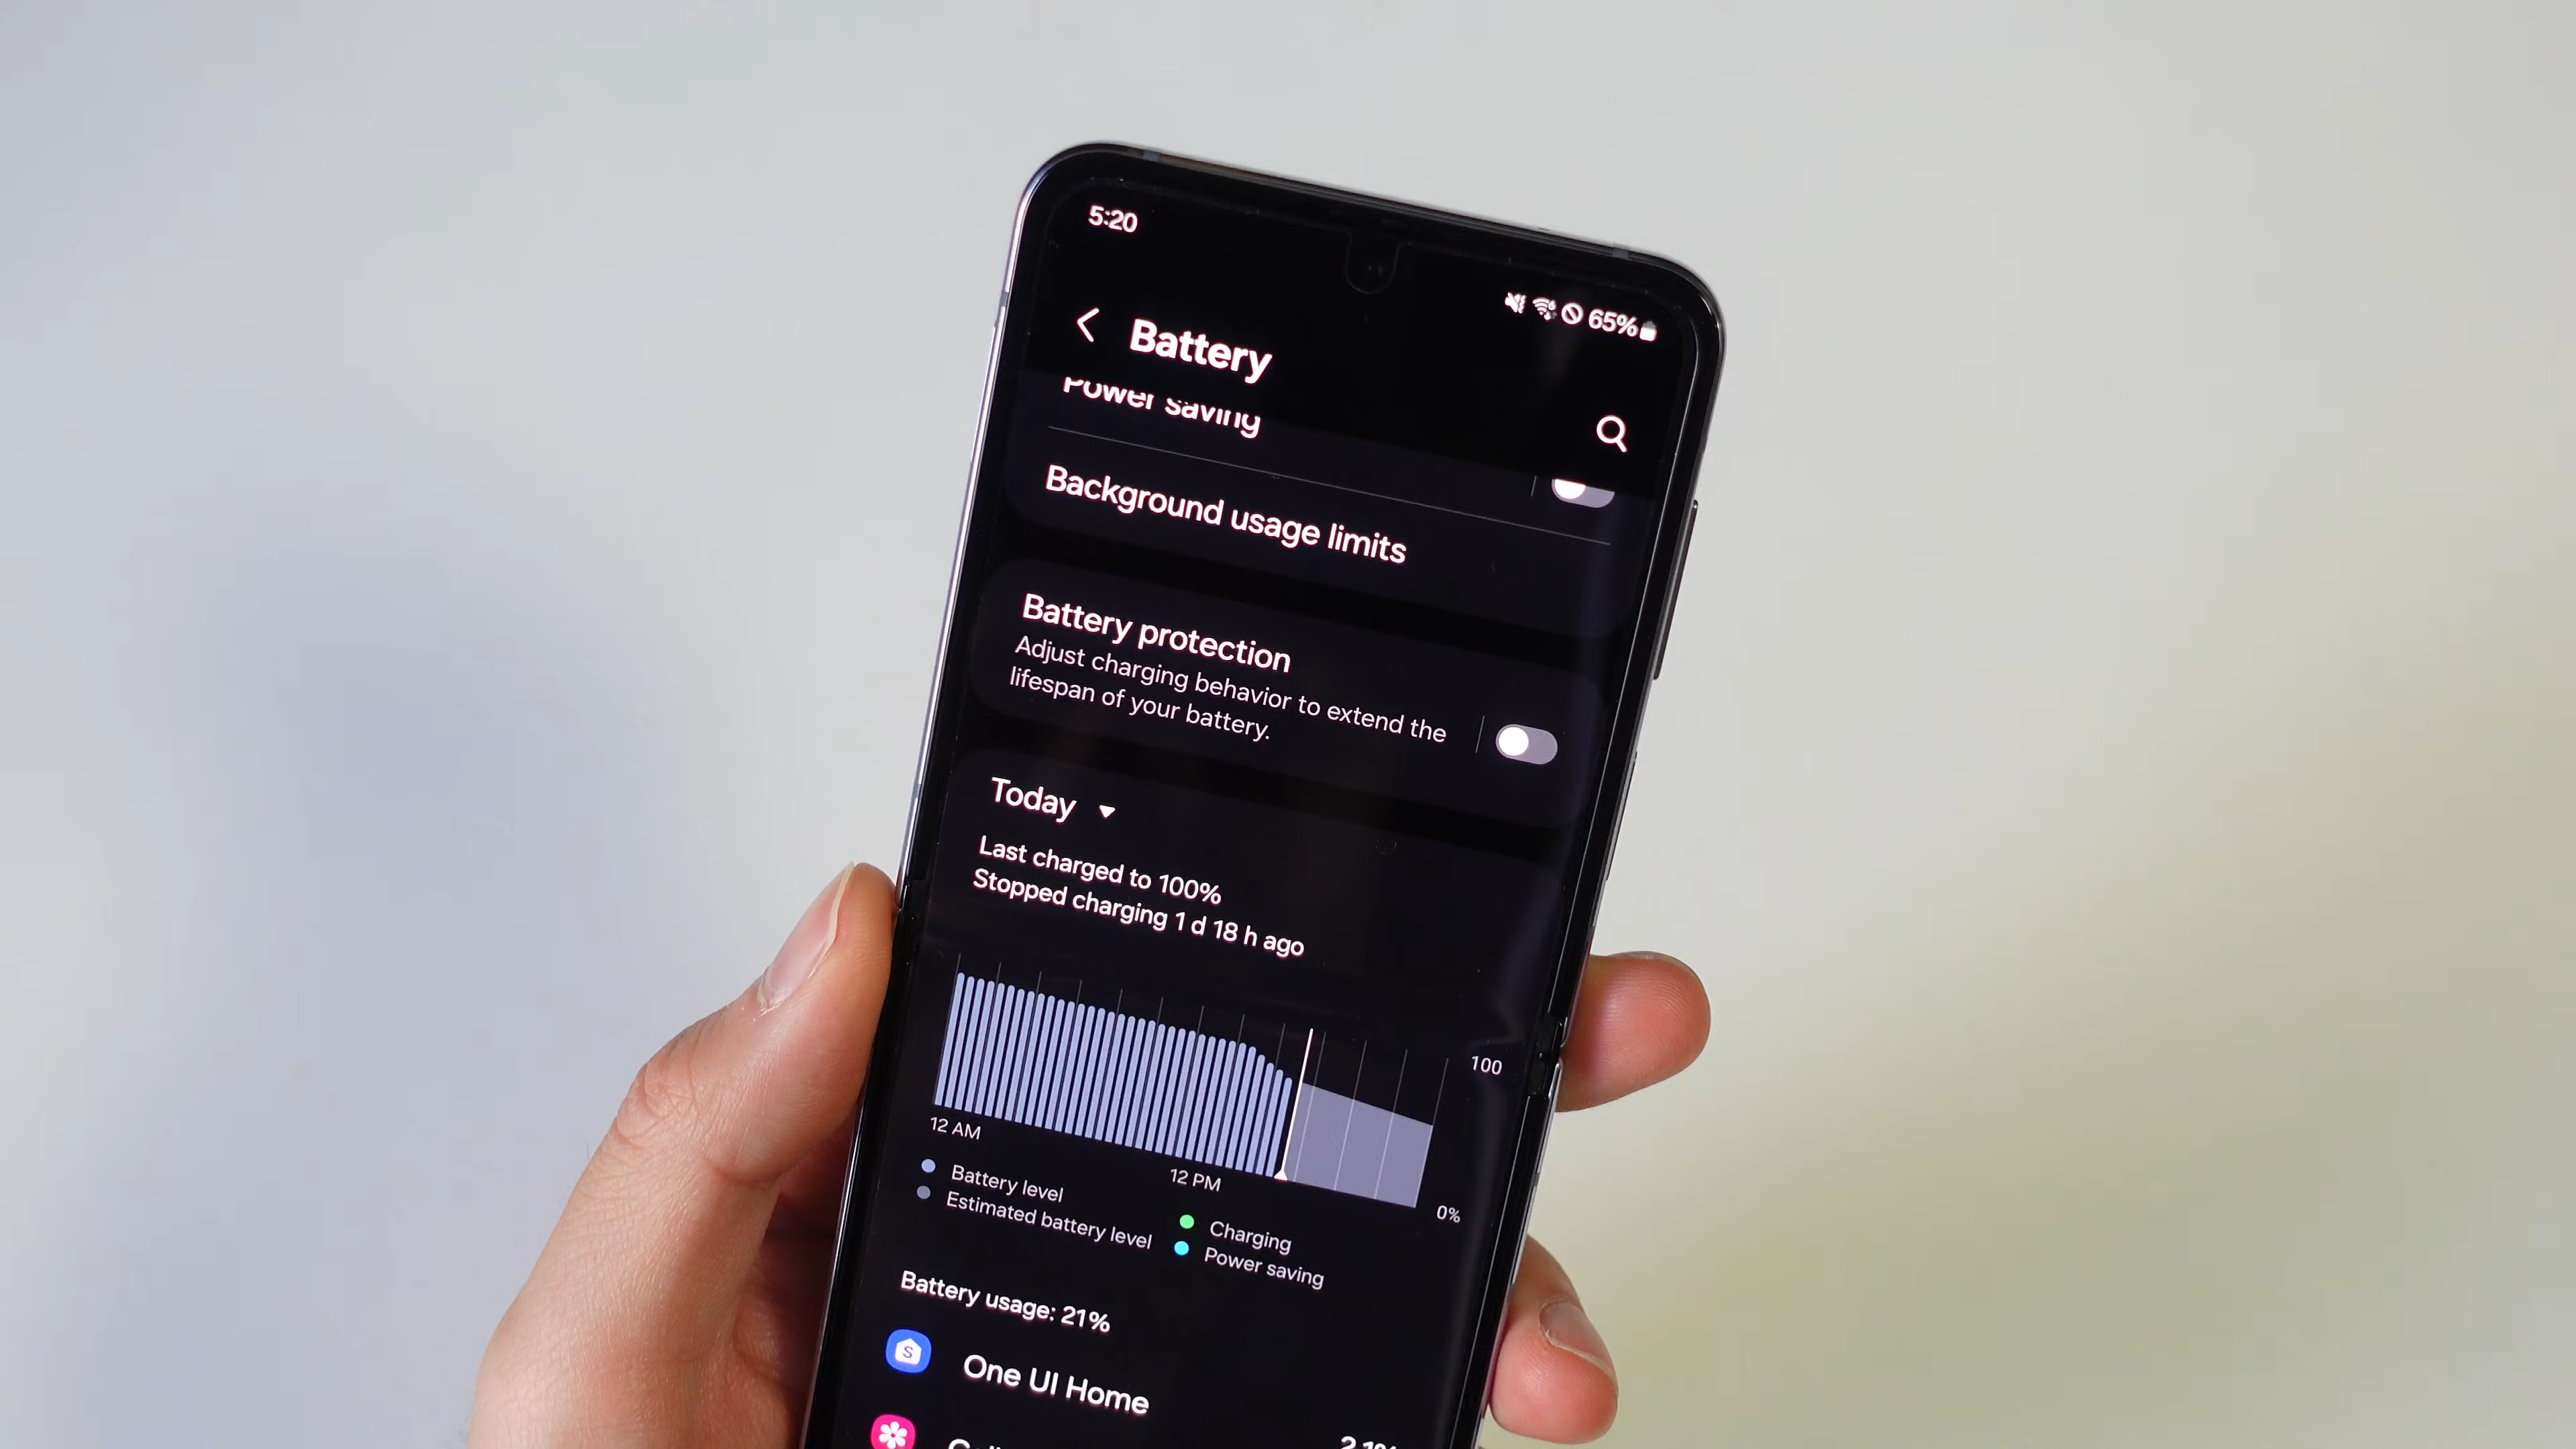 5:20
65%
Battery
Power saving
Background usage limits
Battery protection
Adjust charging behavior to extend the
lifespan of your battery.
Today
Last charged to 100%
Stopped charging 1 d 18 h ago
100
0%
12 AM
12 PM
Battery level
Estimated battery level
Charging
Power saving
Battery usage: 21%
S
One UI Home